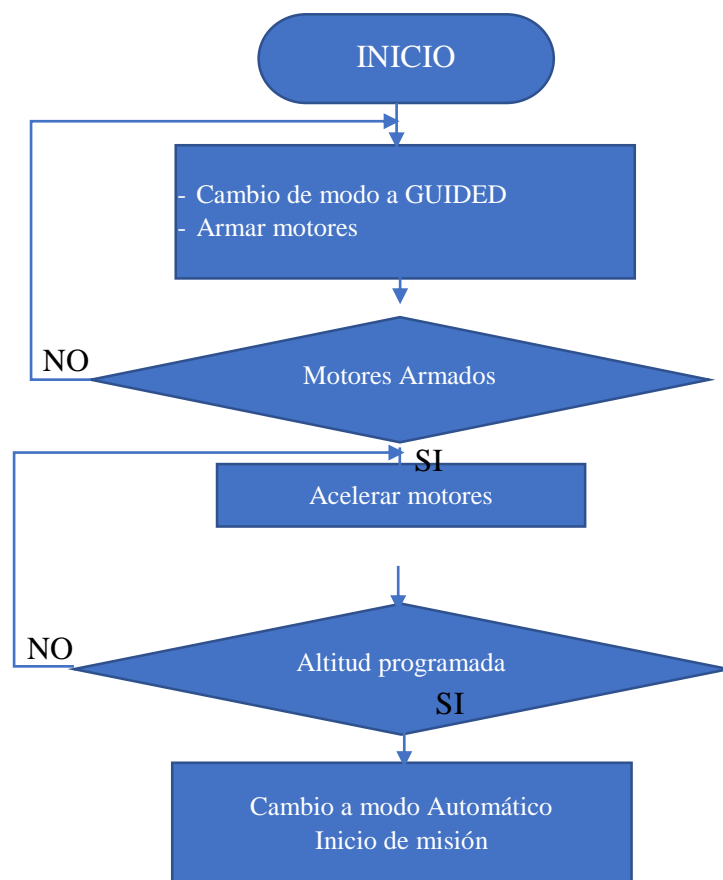 INICIO
- Cambio de modo a GUIDED
- Armar motores
NO
Motores Armados
SI
Acelerar motores
NO
Altitud programada
SI
Cambio a modo Automático
Inicio de misión